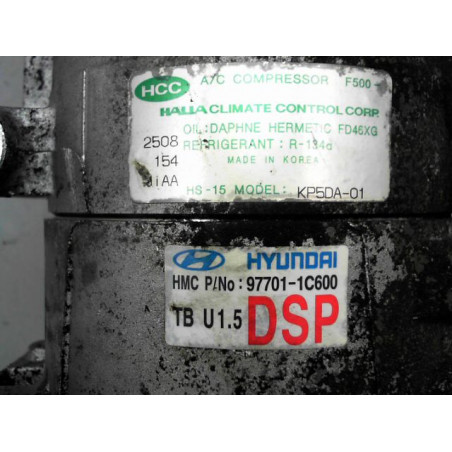 HCC A/C COMPRESSOR F500-
HALLA CLIMATE CONTROL CORP.
OIL:DAPHNE HERMETIC FD46XG
2508 REFRIGERANT : R-134a
154 MADE IN KOREA
HS-15 MODEL: KP5DA-01
HYUNDAI
HMC P/No : 97701-1C600
TB U1.5 DSP